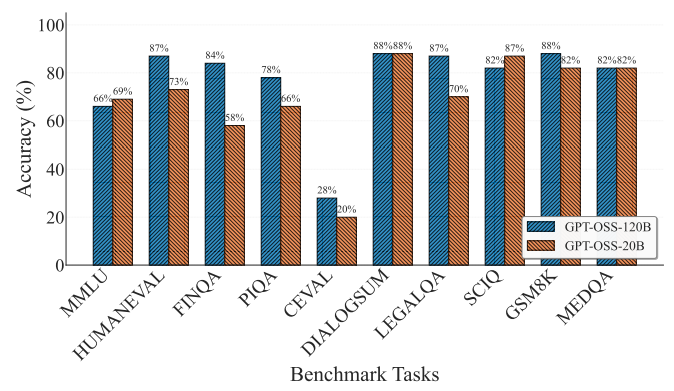 Accuracy (%)
100
80
60
40
20
0
66% 69%
87% 73%
84% 58%
78% 66%
28% 20%
88% 88%
87% 70%
82% 87%
88% 82%
82% 82%
GPT-OSS-120B
GPT-OSS-20B
MMLU
HUMANEVAL
FINQA
PIQA
CEVAL
DIALOGSUM
LEGALQA
SCIQ
GSM8K
MEDQA
Benchmark Tasks